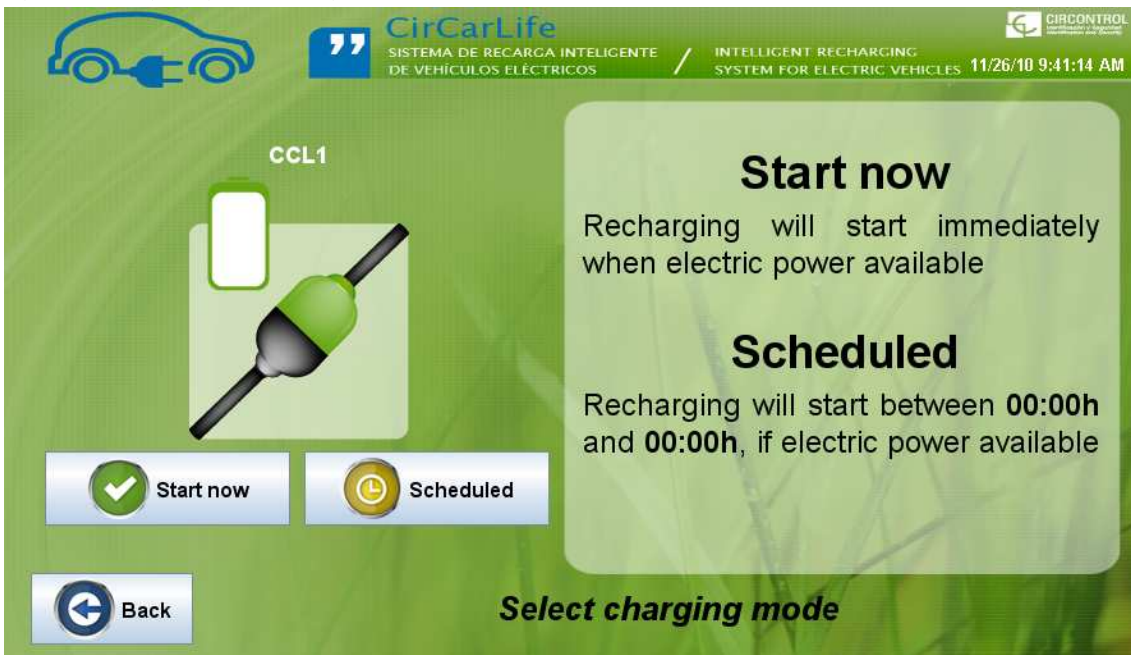 CirCarLife
SISTEMA DE RECARGA INTELIGENTE
DE VEHÍCULOS ELÉCTRICOS
/
INTELLIGENT RECHARGING
SYSTEM FOR ELECTRIC VEHICLES
CIRCONTROL
11/26/10 9:41:14 AM
CCL1
Start now
Scheduled
Back
Start now
Recharging will start immediately
when electric power available
Scheduled
Recharging will start between 00:00h
and 00:00h, if electric power available
Select charging mode